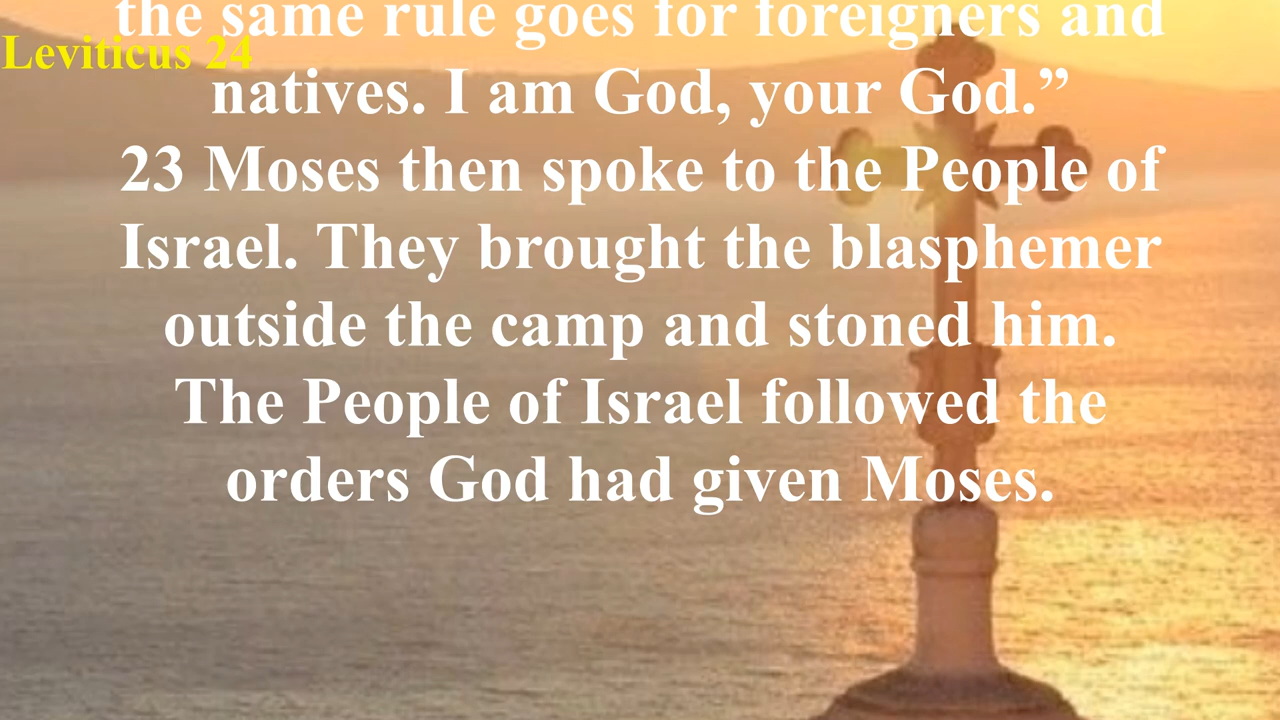 the same rule goes for foreigners and
Leviticus 24
natives. I am God, your God.”
23 Moses then spoke to the People of
Israel. They brought the blasphemer
outside the camp and stoned him.
The People of Israel followed the
orders God had given Moses.